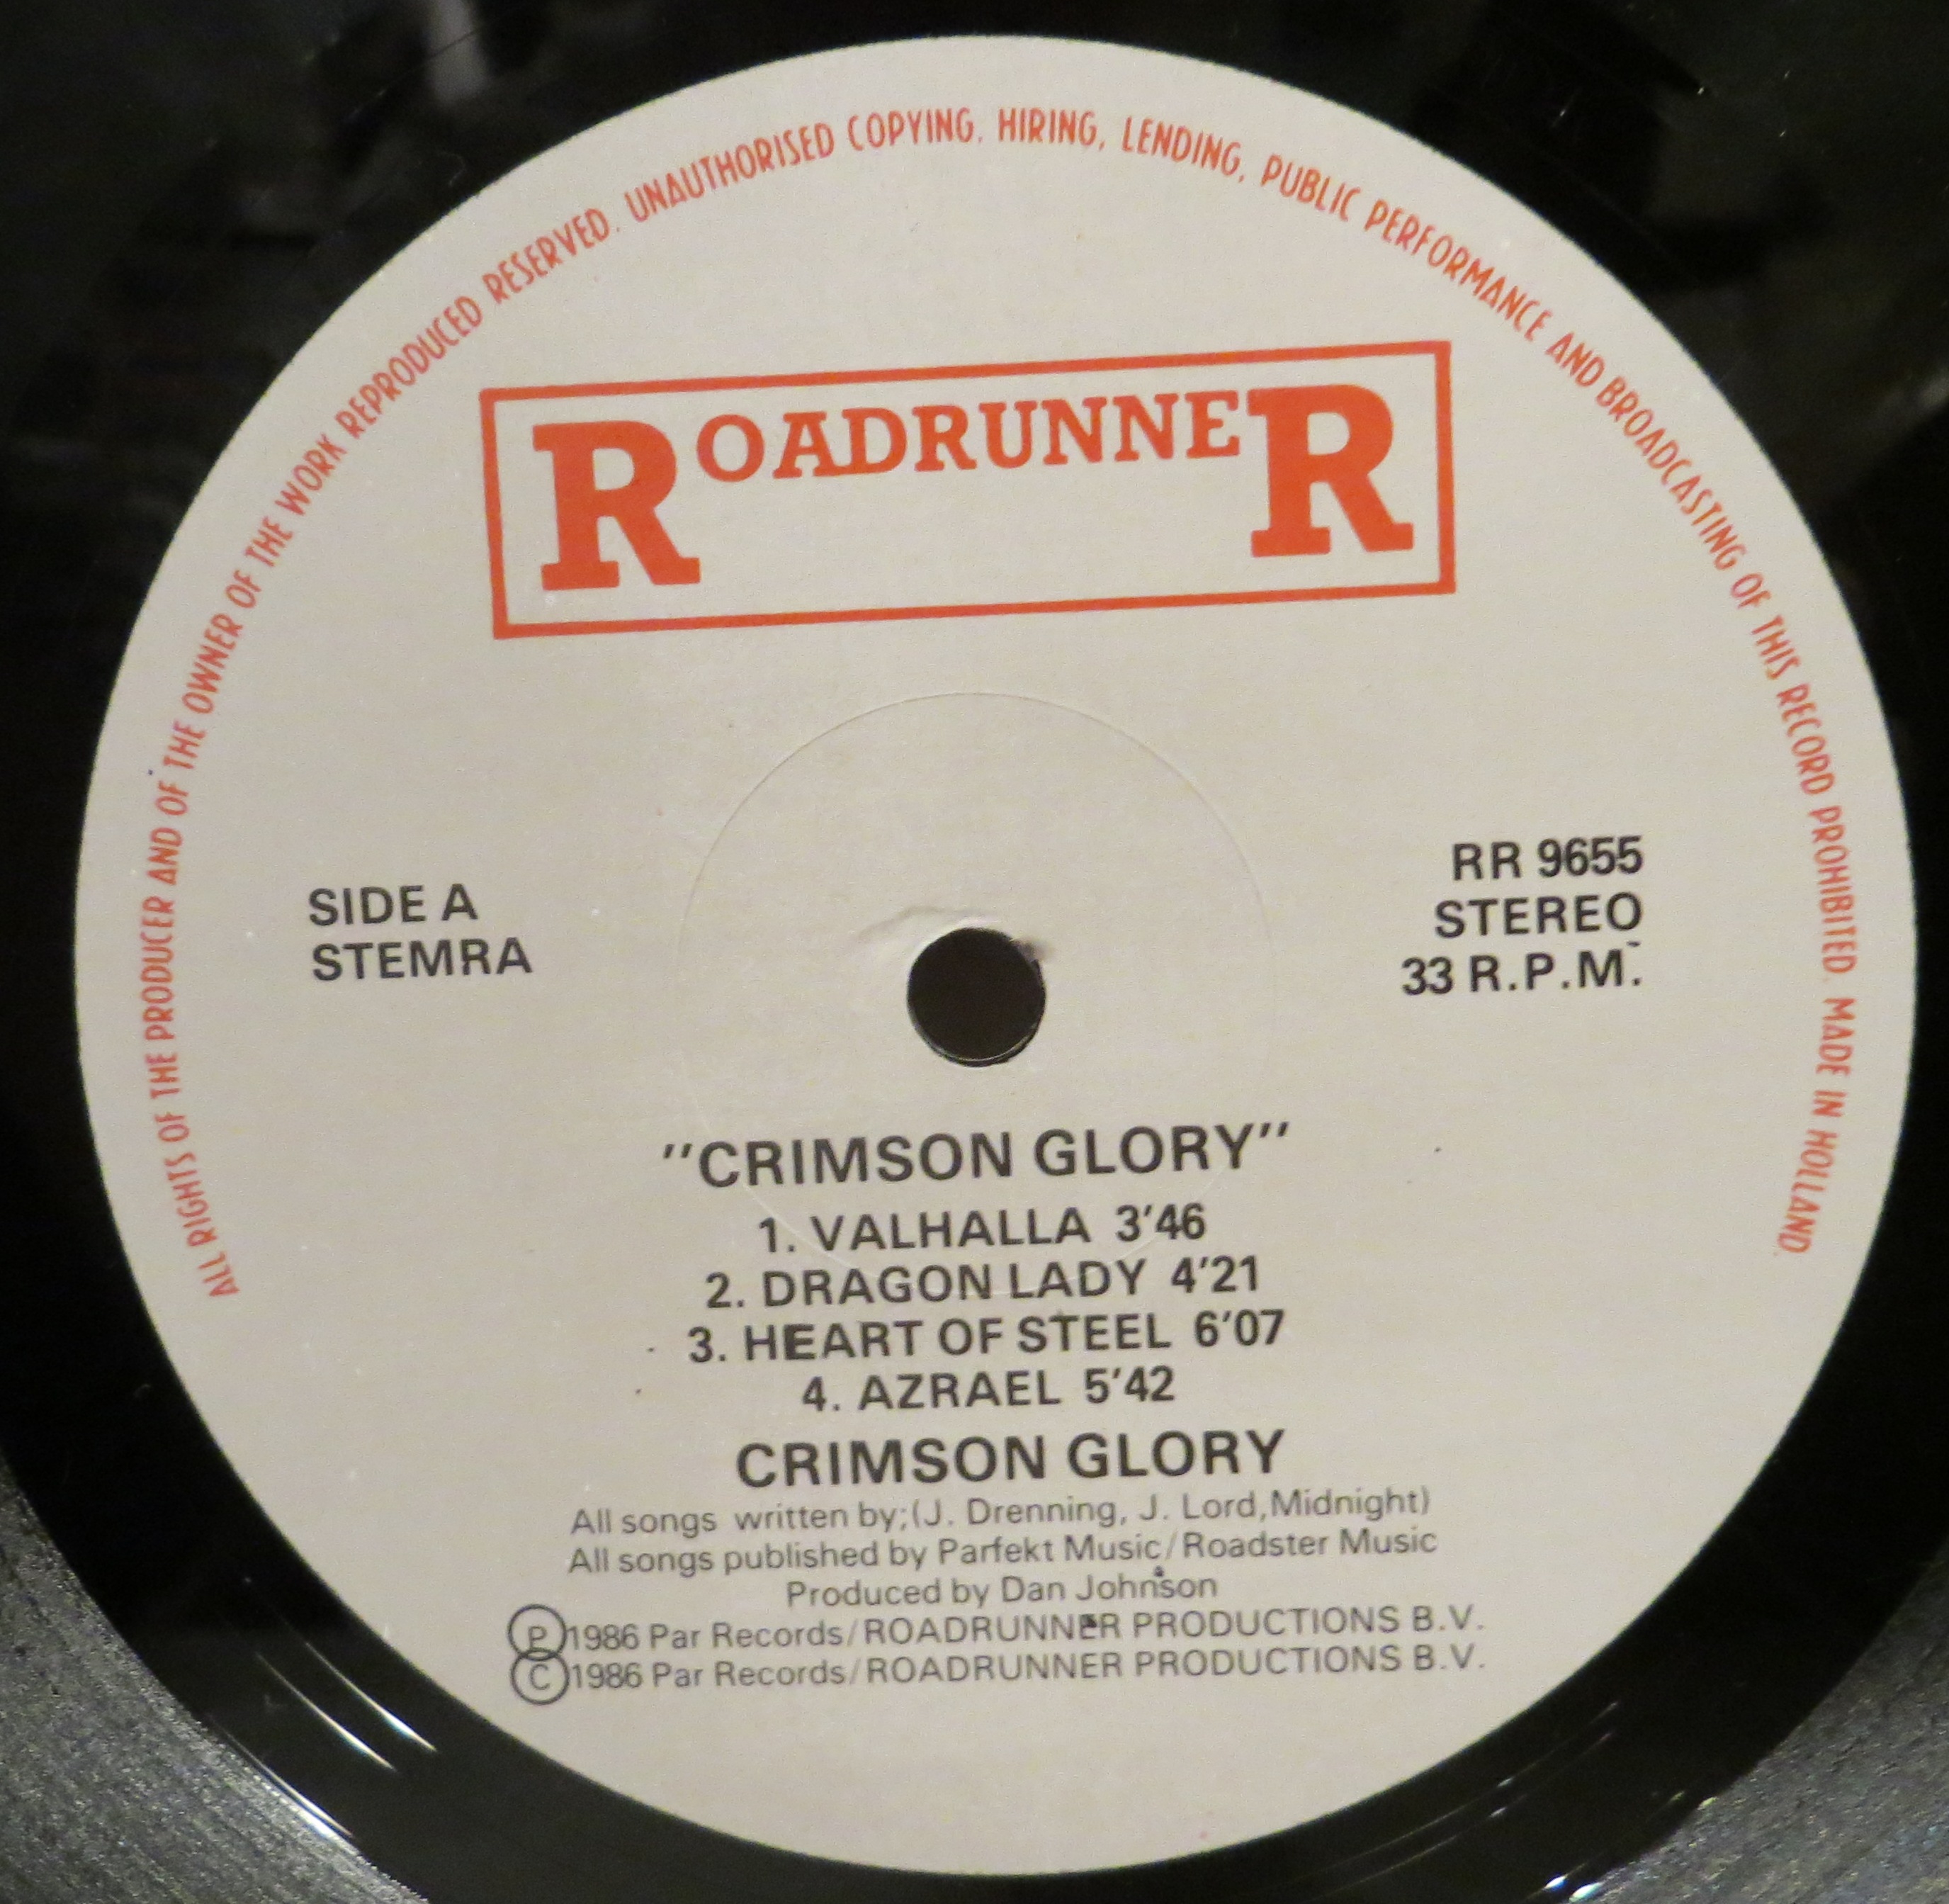 ALL RIGHTS OF THE PRODUCER AND OF THE OWNER OF THE WORK REPRODUCED RESERVED. UNAUTHORISED COPYING. HIRING, LENDING, PUBLIC PERFORMANCE AND BROADCASTING OF THIS RECORD PROHIBITED. MADE IN HOLLAND
ROADRUNNER
SIDE A
STEMRA
RR 9655
STEREO
33 R.P.M.
"CRIMSON GLORY"
1. VALHALLA 3'46
2. DRAGON LADY 4'21
3. HEART OF STEEL 6'07
4. AZRAEL 5'42
CRIMSON GLORY
All songs written by;(J. Drenning, J. Lord,Midnight)
All songs published by Parfekt Music/Roadster Music
Produced by Dan Johnson
Ⓟ1986 Par Records/ROADRUNNER PRODUCTIONS B.V.
Ⓒ1986 Par Records/ROADRUNNER PRODUCTIONS B.V.